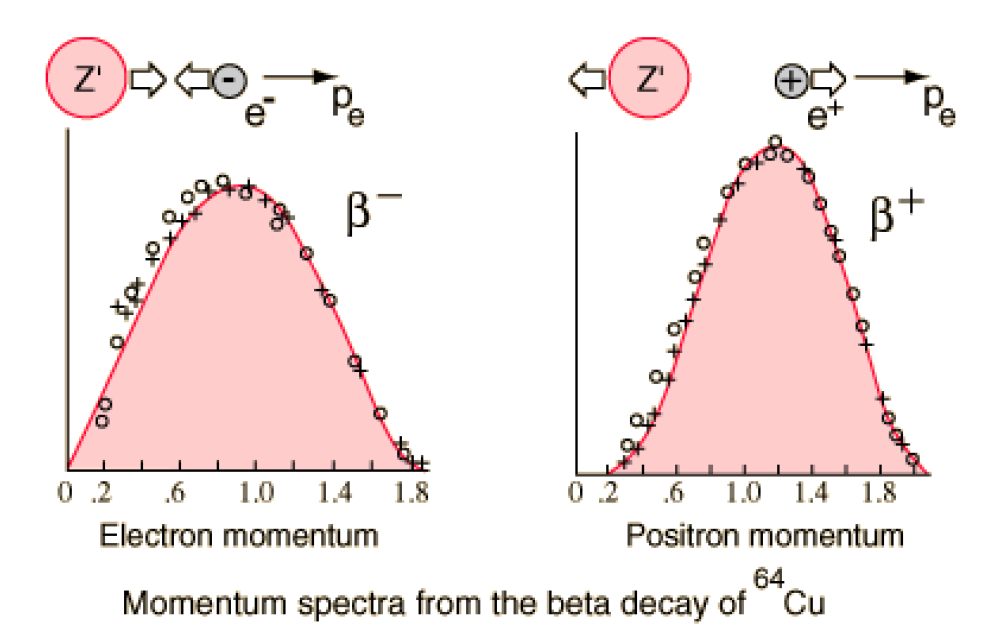 Z' - e- pe
Z' + e+ pe
β−
β+
0 .2 .6 1.0 1.4 1.8
0 .2 .6 1.0 1.4 1.8
Electron momentum
Positron momentum
Momentum spectra from the beta decay of 64Cu